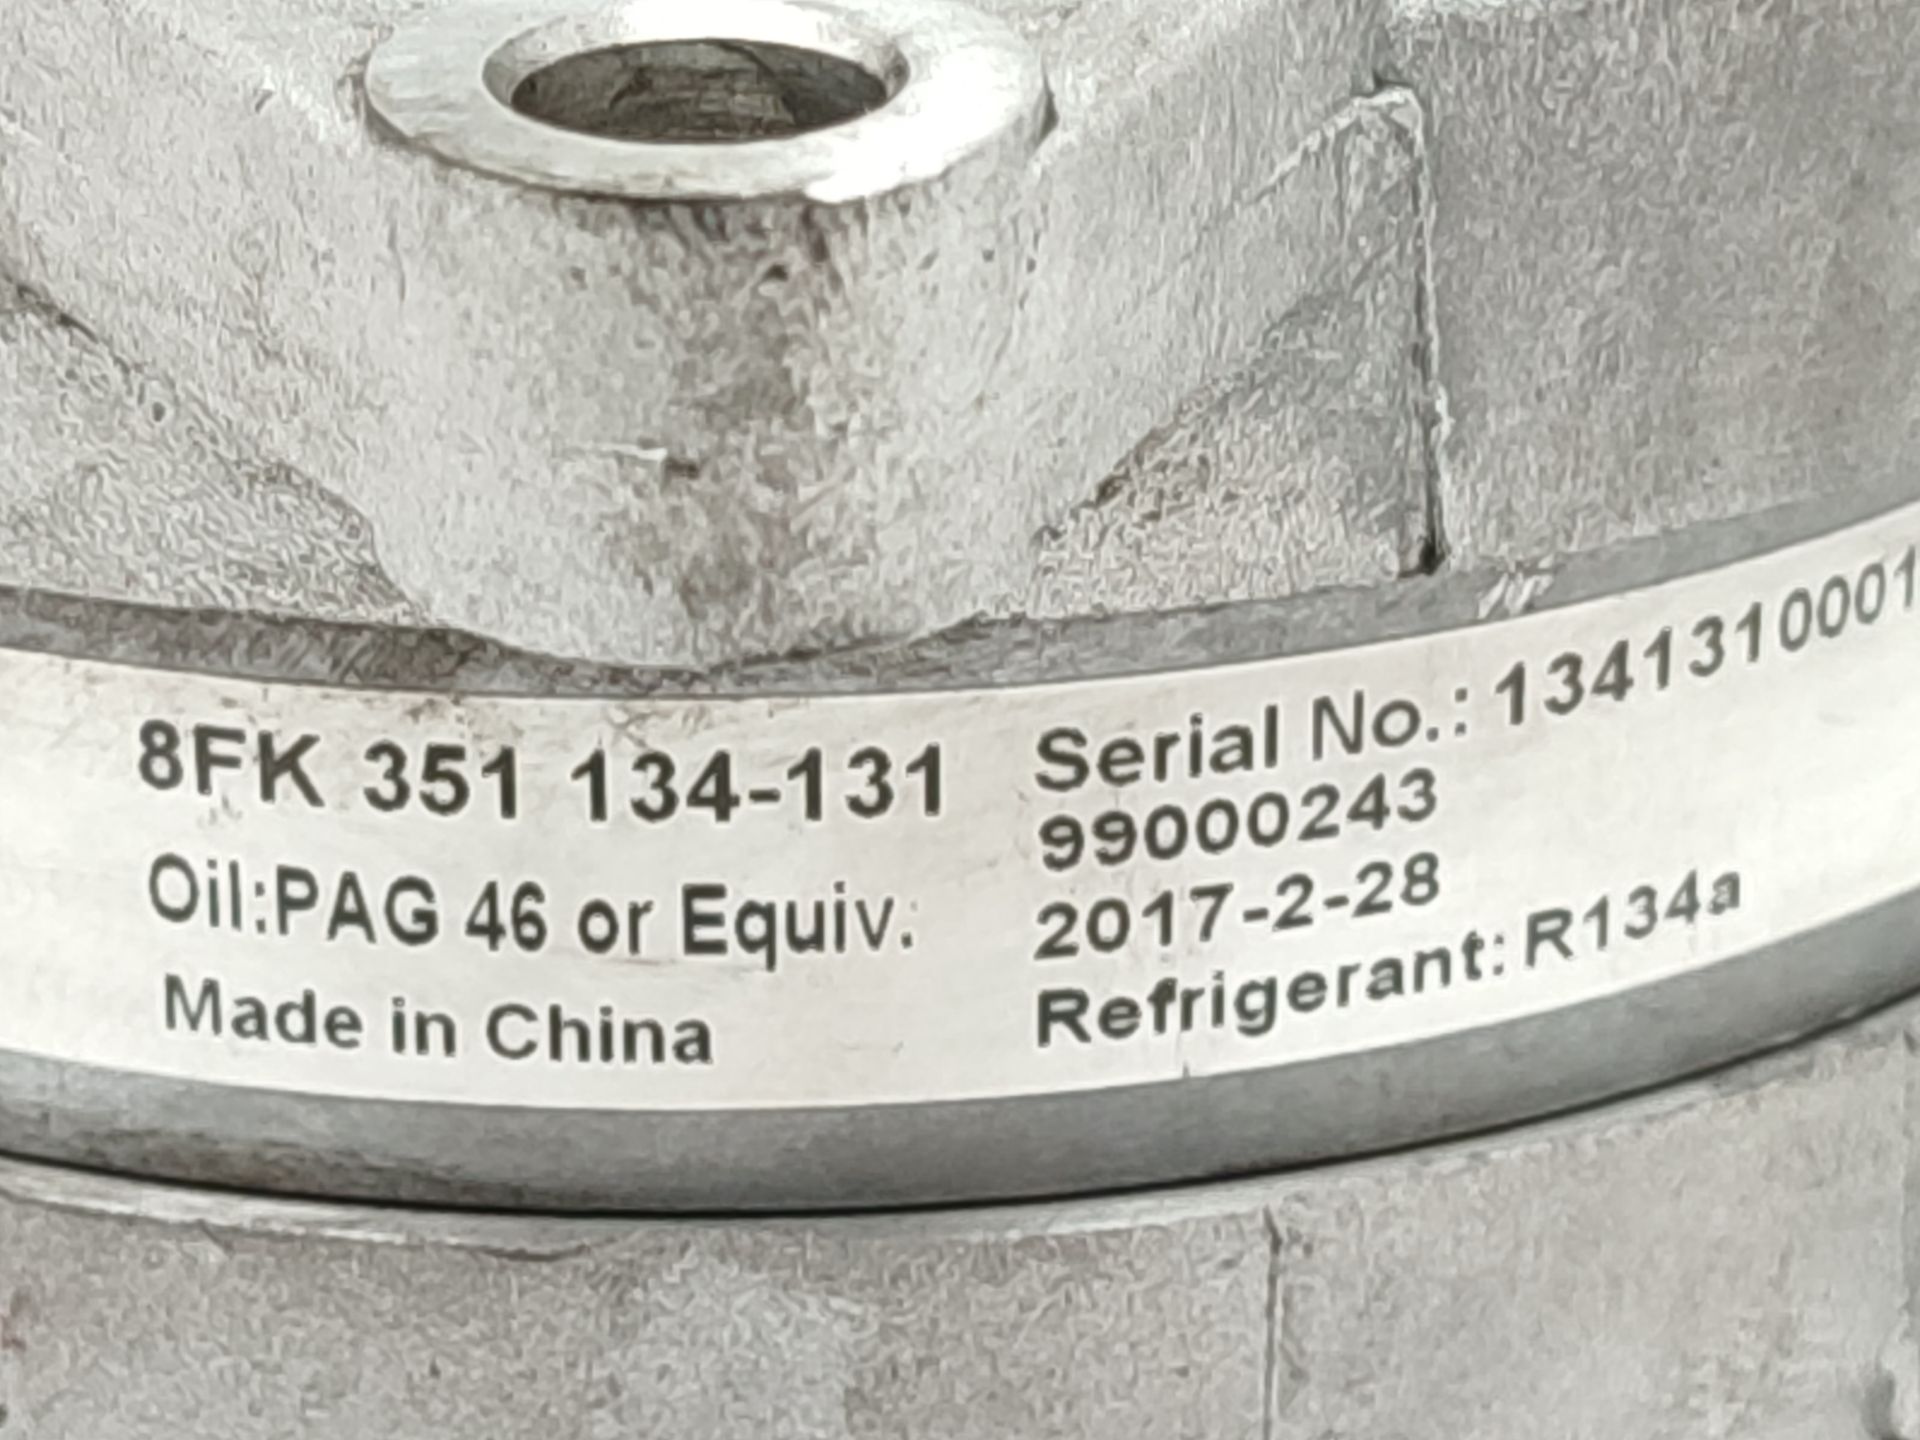 8FK 351 134-131
Oil:PAG 46 or Equiv.
Made in China
Serial No.: 1341310001
99000243
2017-2-28
Refrigerant: R134a